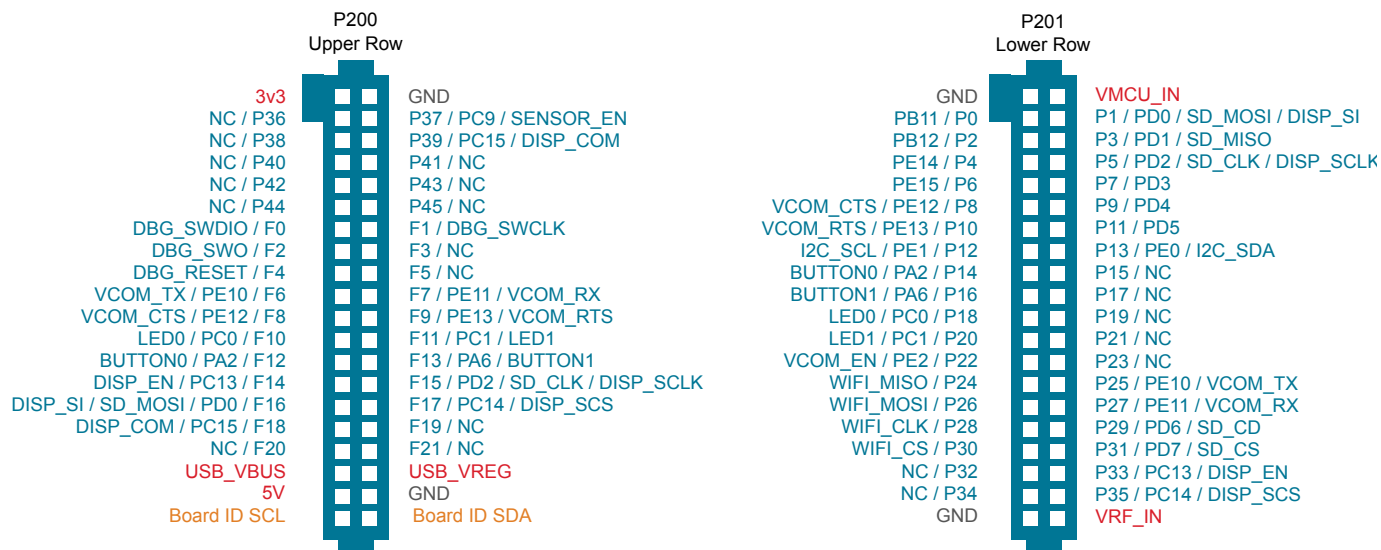 P200
Upper Row
3v3 GND
NC / P36 P37 / PC9 / SENSOR_EN
NC / P38 P39 / PC15 / DISP_COM
NC / P40 P41 / NC
NC / P42 P43 / NC
NC / P44 P45 / NC
DBG_SWDIO / F0 F1 / DBG_SWCLK
DBG_SWO / F2 F3 / NC
DBG_RESET / F4 F5 / NC
VCOM_TX / PE10 / F6 F7 / PE11 / VCOM_RX
VCOM_CTS / PE12 / F8 F9 / PE13 / VCOM_RTS
LED0 / PC0 / F10 F11 / PC1 / LED1
BUTTON0 / PA2 / F12 F13 / PA6 / BUTTON1
DISP_EN / PC13 / F14 F15 / PD2 / SD_CLK / DISP_SCLK
DISP_SI / SD_MOSI / PD0 / F16 F17 / PC14 / DISP_SCS
DISP_COM / PC15 / F18 F19 / NC
NC / F20 F21 / NC
USB_VBUS USB_VREG
5V GND
Board ID SCL Board ID SDA
P201
Lower Row
GND VMCU_IN
PB11 / P0 P1 / PD0 / SD_MOSI / DISP_SI
PB12 / P2 P3 / PD1 / SD_MISO
PE14 / P4 P5 / PD2 / SD_CLK / DISP_SCLK
PE15 / P6 P7 / PD3
VCOM_CTS / PE12 / P8 P9 / PD4
VCOM_RTS / PE13 / P10 P11 / PD5
I2C_SCL / PE1 / P12 P13 / PE0 / I2C_SDA
BUTTON0 / PA2 / P14 P15 / NC
BUTTON1 / PA6 / P16 P17 / NC
LED0 / PC0 / P18 P19 / NC
LED1 / PC1 / P20 P21 / NC
VCOM_EN / PE2 / P22 P23 / NC
WIFI_MISO / P24 P25 / PE10 / VCOM_TX
WIFI_MOSI / P26 P27 / PE11 / VCOM_RX
WIFI_CLK / P28 P29 / PD6 / SD_CD
WIFI_CS / P30 P31 / PD7 / SD_CS
NC / P32 P33 / PC13 / DISP_EN
NC / P34 P35 / PC14 / DISP_SCS
GND VRF_IN